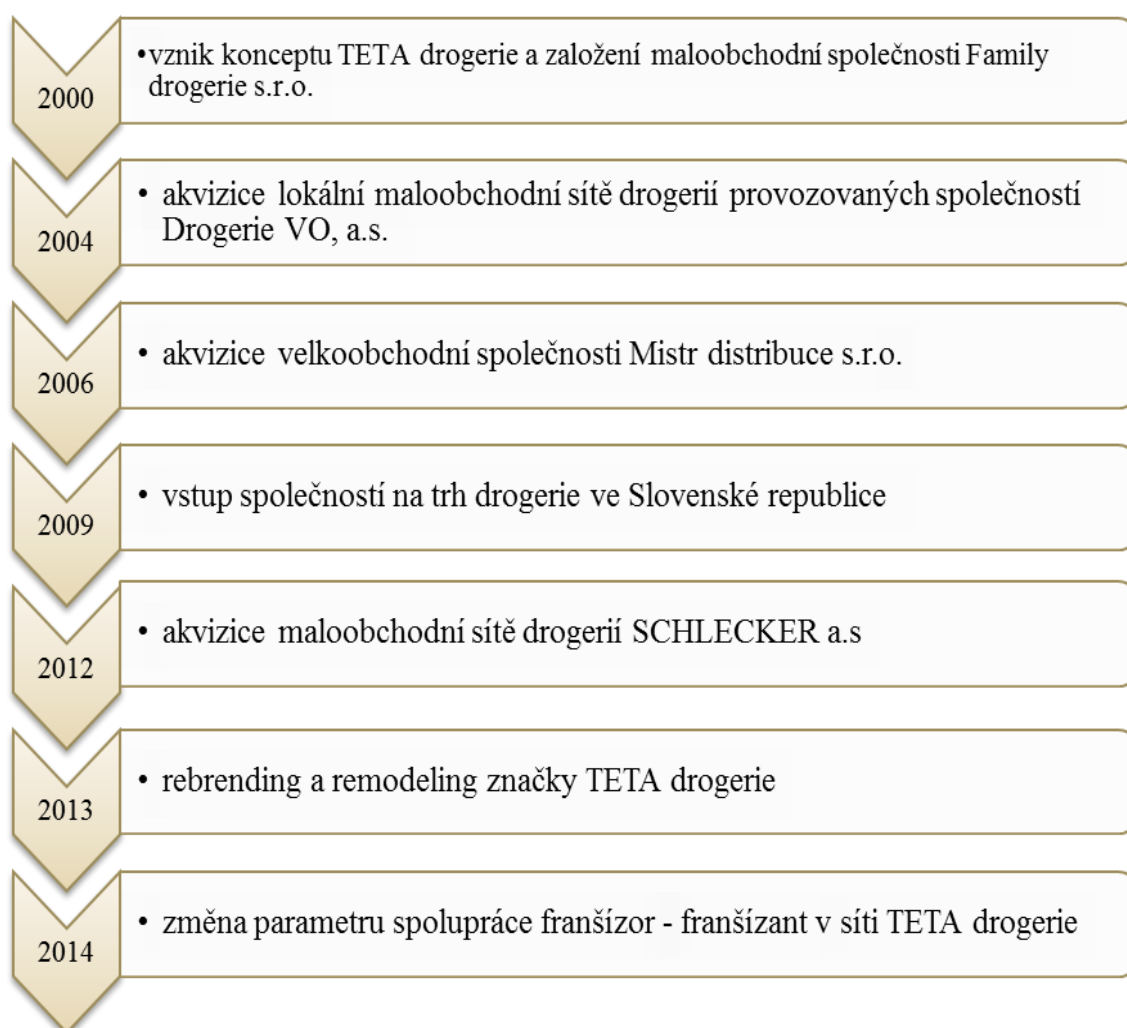 2000
•vznik konceptu TETA drogerie a založení maloobchodní společnosti Family
drogerie s.r.o.
2004
• akvizice lokální maloobchodní sítě drogerií provozovaných společností
Drogerie VO, a.s.
2006
• akvizice velkoobchodní společnosti Mistr distribuce s.r.o.
2009
• vstup společností na trh drogerie ve Slovenské republice
2012
• akvizice maloobchodní sítě drogerií SCHLECKER a.s
2013
• rebrending a remodeling značky TETA drogerie
2014
• změna parametru spolupráce franšízor - franšízant v síti TETA drogerie